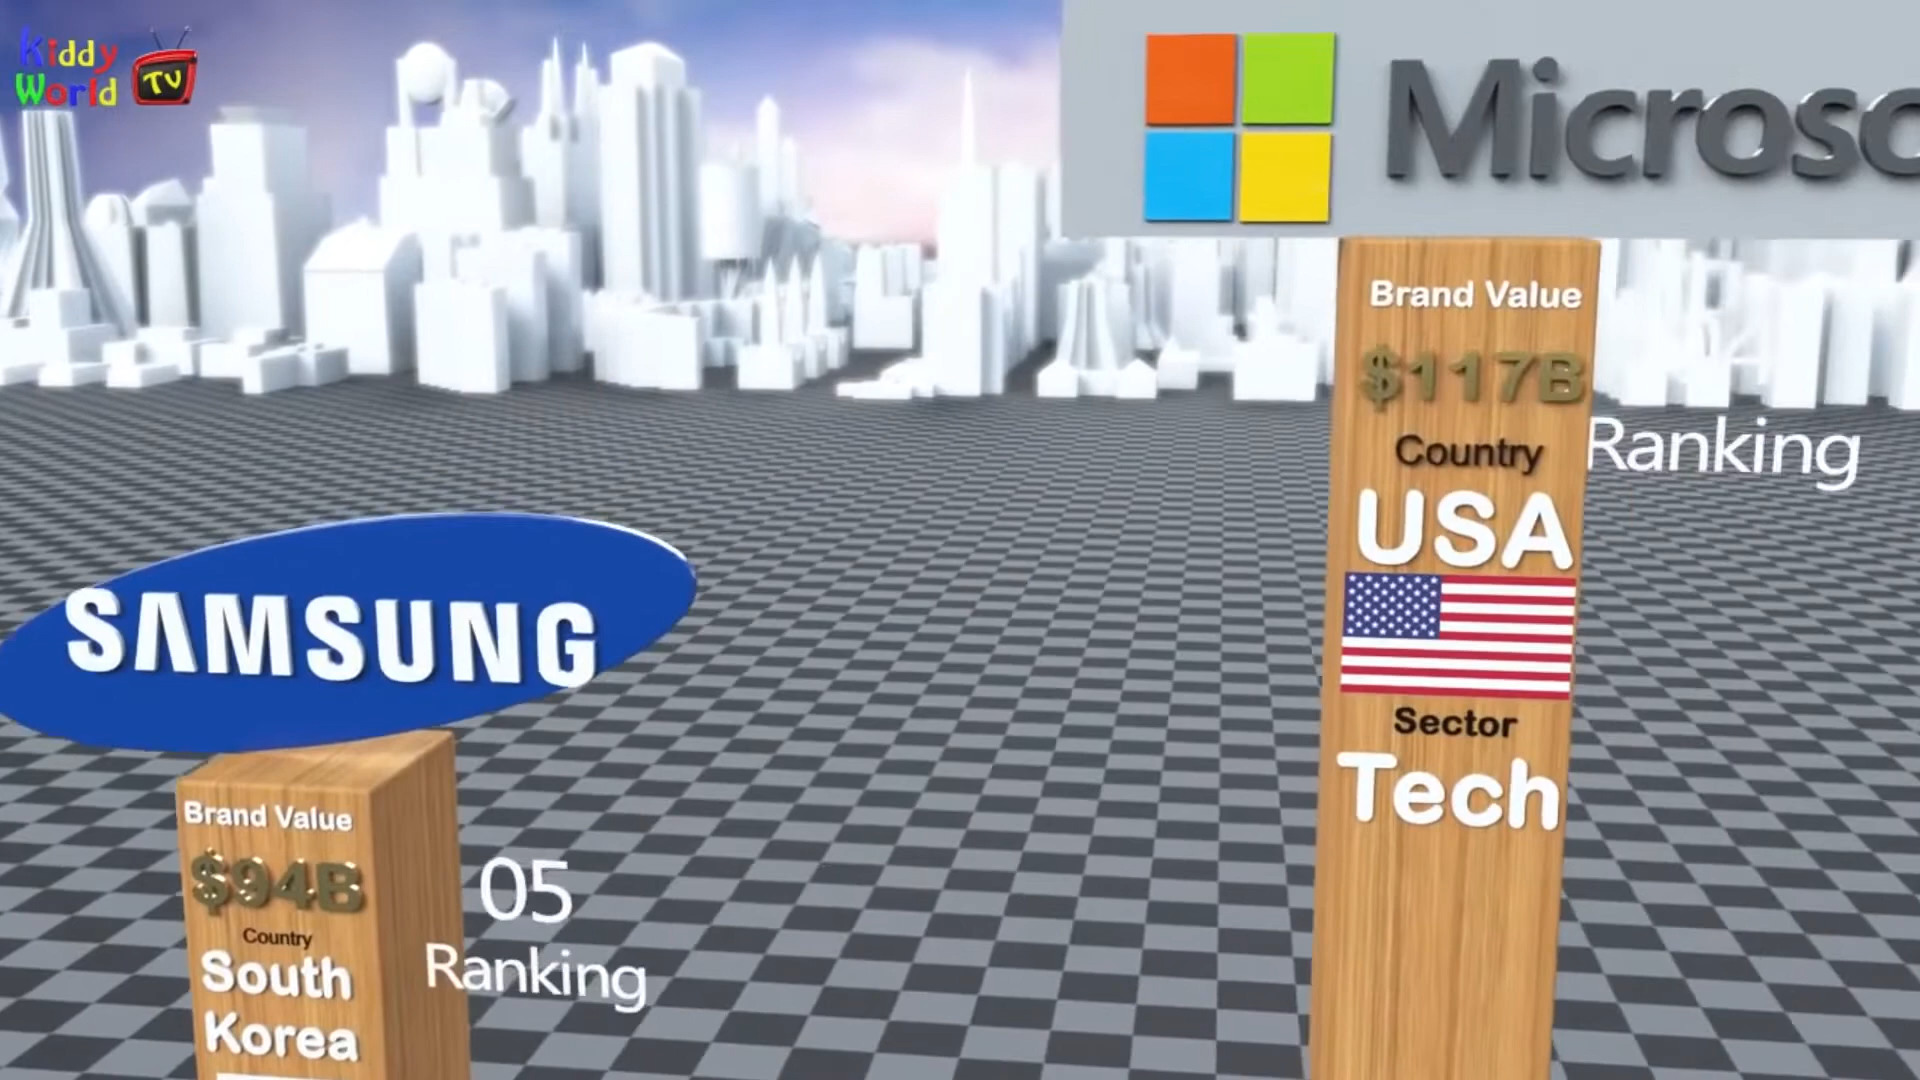 Kiddy
World TV
Microso
Brand Value
$117B
Country
USA
Sector
Tech
Ranking
SAMSUNG
Brand Value
$94B
Country
South
Korea
05
Ranking